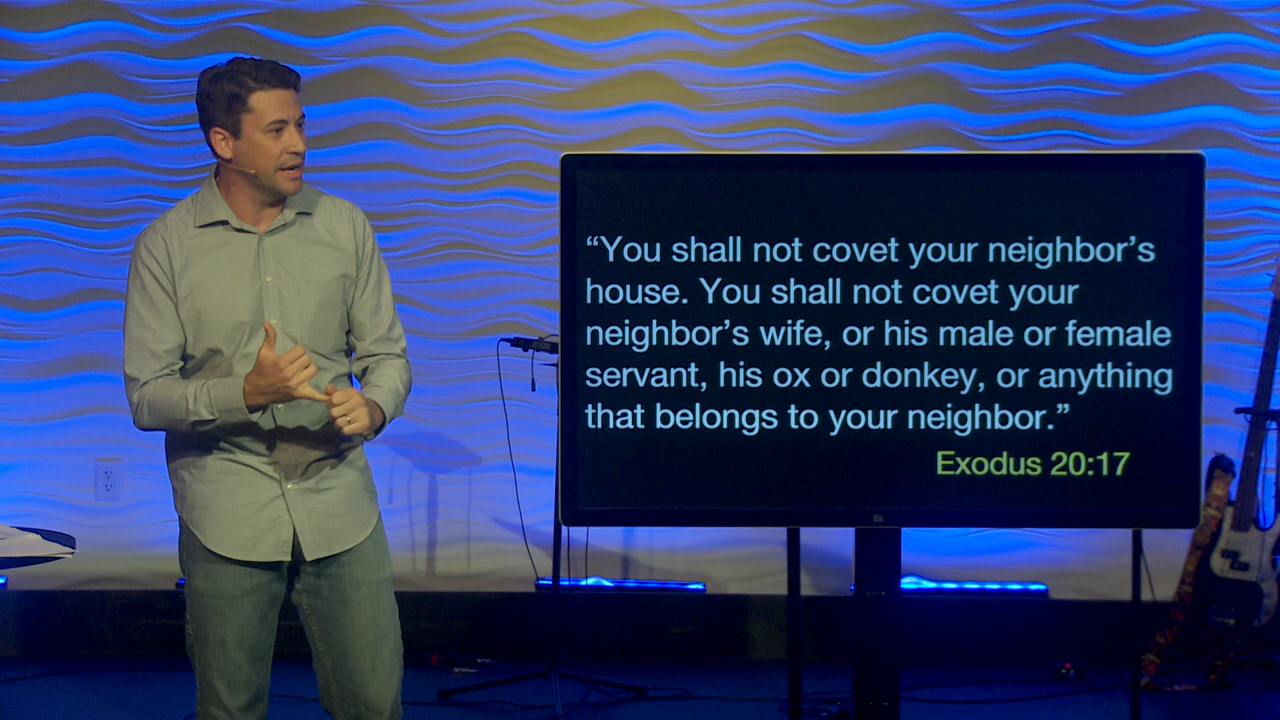 “You shall not covet your neighbor’s
house. You shall not covet your
neighbor’s wife, or his male or female
servant, his ox or donkey, or anything
that belongs to your neighbor.”
Exodus 20:17